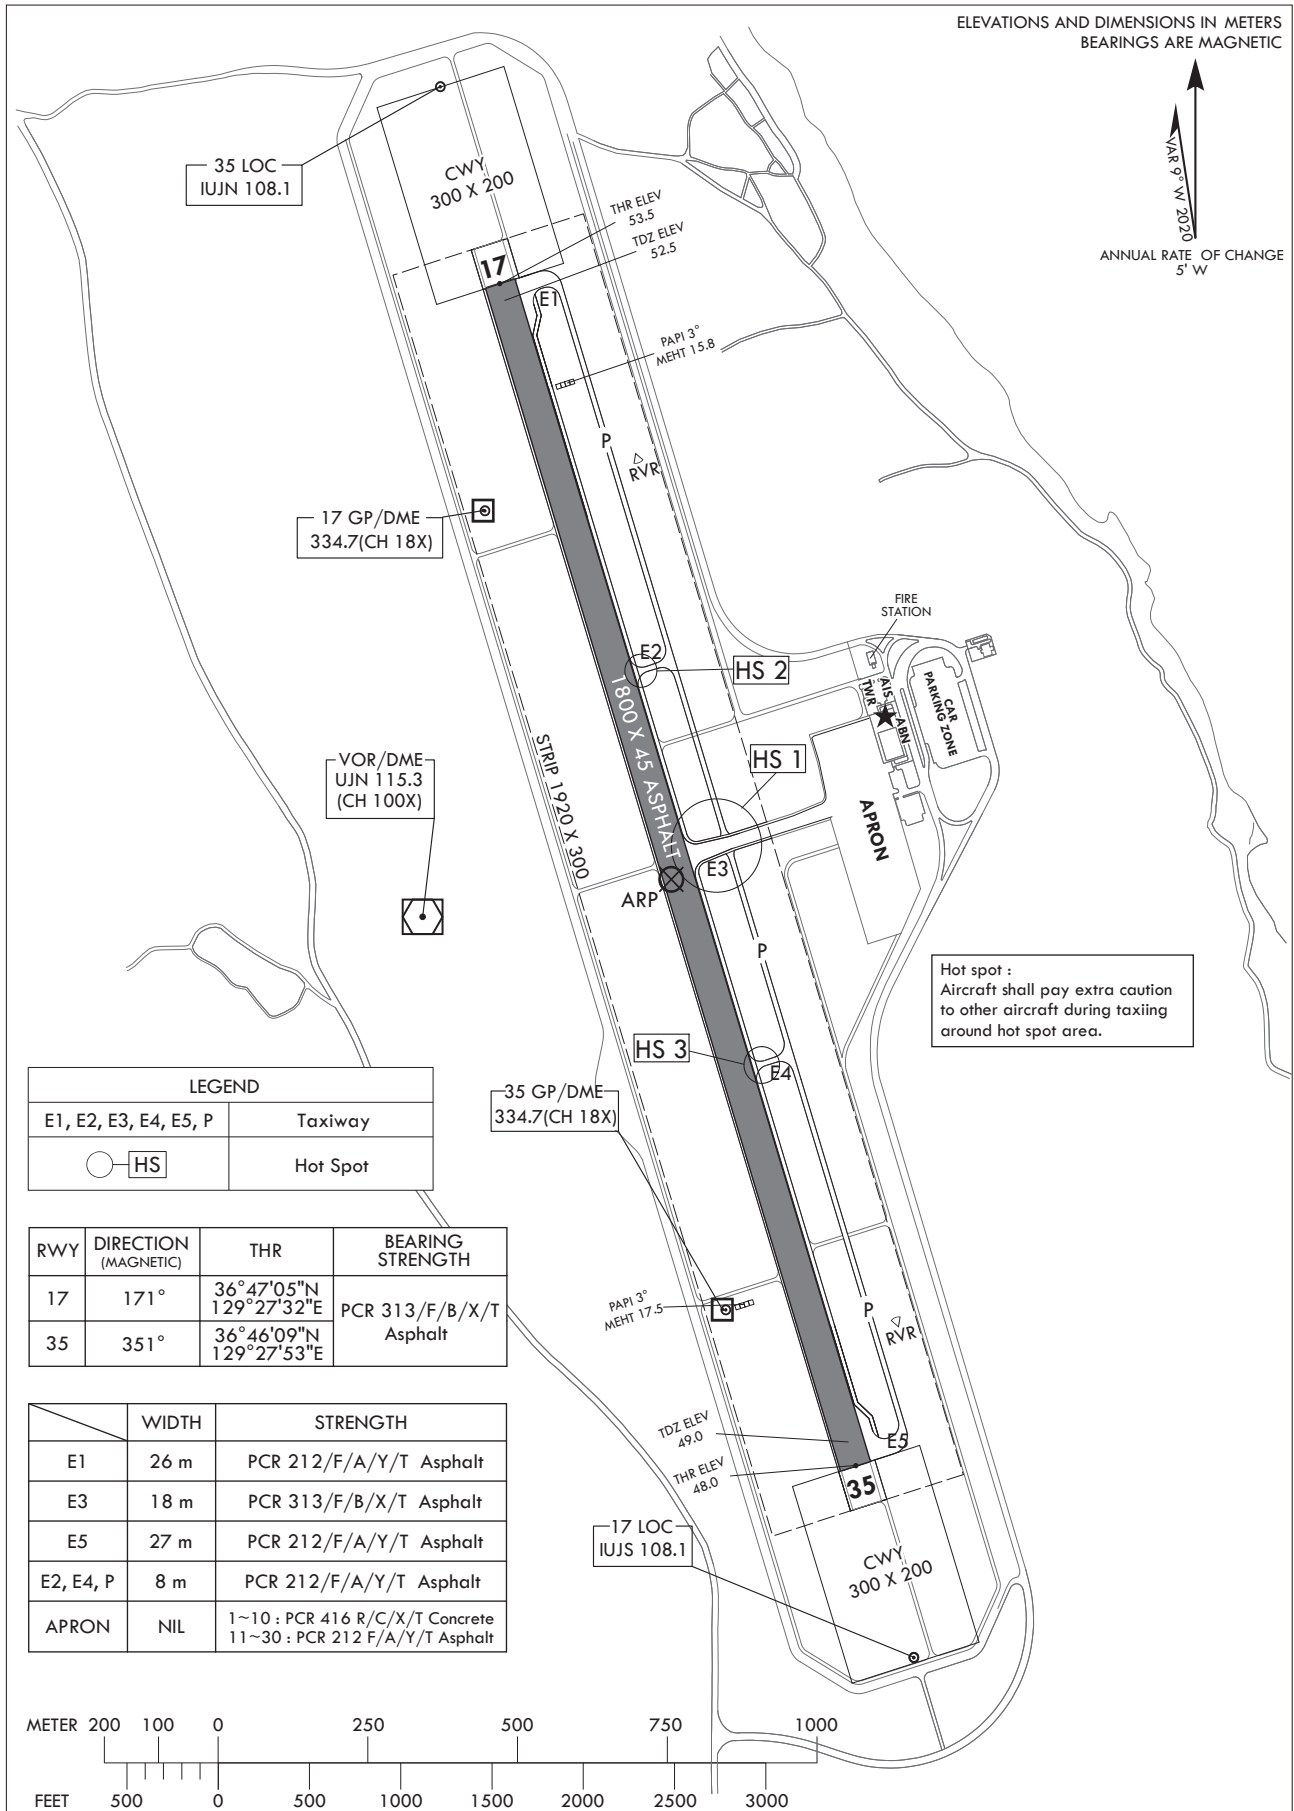 ELEVATIONS AND DIMENSIONS IN METERS
BEARINGS ARE MAGNETIC
VAR 9° W 2020
ANNUAL RATE OF CHANGE
5' W
35 LOC
IUJN 108.1
CWY
300 X 200
THR ELEV
53.5
TDZ ELEV
52.5
17
E1
PAPI 3°
MEHT 15.8
P
RVR
17 GP/DME
334.7(CH 18X)
FIRE
STATION
E2
HS 2
AIS
TWR
ABN
CAR
PARKING ZONE
1800 X 45 ASPHALT
STRIP 1920 X 300
HS 1
VOR/DME
UJN 115.3
(CH 100X)
APRON
E3
ARP
P
Hot spot :
Aircraft shall pay extra caution
to other aircraft during taxiing
around hot spot area.
HS 3
E4
35 GP/DME
334.7(CH 18X)
LEGEND
E1, E2, E3, E4, E5, P Taxiway
HS Hot Spot
RWY DIRECTION (MAGNETIC) THR BEARING STRENGTH
17 171° 36°47'05"N 129°27'32"E PCR 313/F/B/X/T Asphalt
35 351° 36°46'09"N 129°27'53"E
PAPI 3°
MEHT 17.5
P
RVR
WIDTH STRENGTH
E1 26 m PCR 212/F/A/Y/T Asphalt
E3 18 m PCR 313/F/B/X/T Asphalt
E5 27 m PCR 212/F/A/Y/T Asphalt
E2, E4, P 8 m PCR 212/F/A/Y/T Asphalt
APRON NIL 1~10 : PCR 416 R/C/X/T Concrete
11~30 : PCR 212 F/A/Y/T Asphalt
TDZ ELEV
49.0
THR ELEV
48.0
E5
35
17 LOC
IUJS 108.1
CWY
300 X 200
METER 200 100 0 250 500 750 1000
FEET 500 0 500 1000 1500 2000 2500 3000